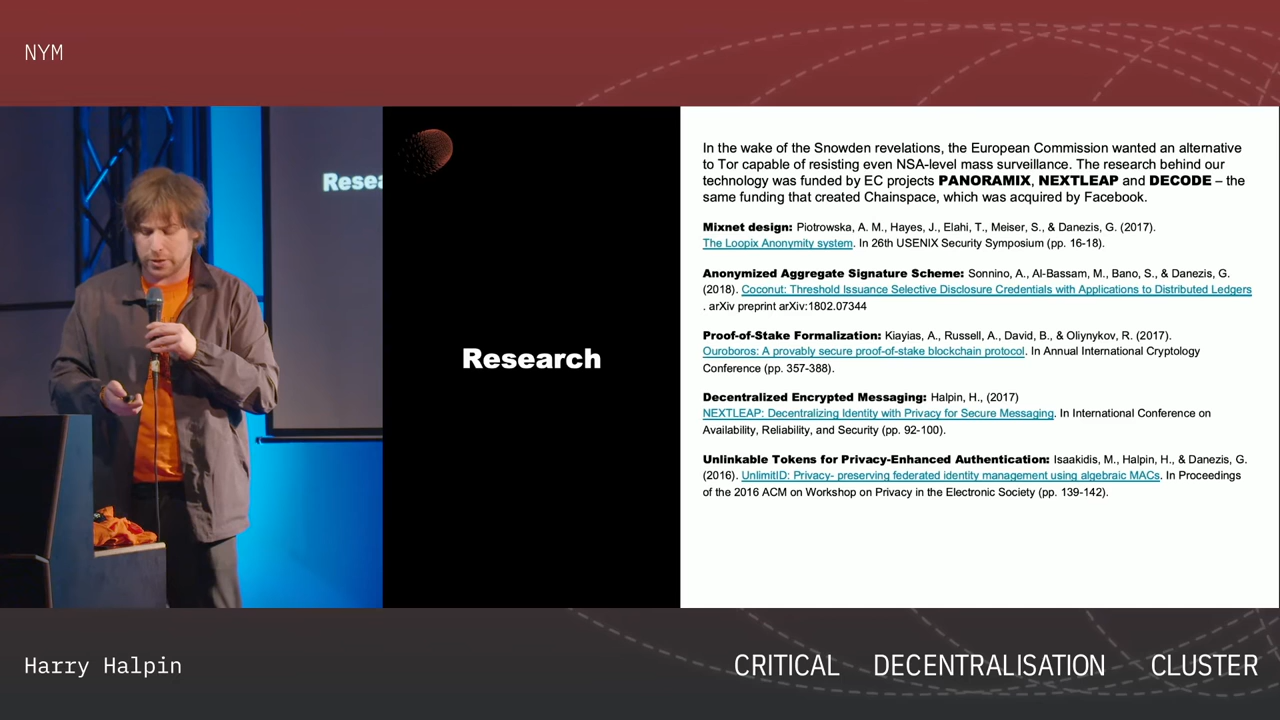 NYM
Resea
Research
In the wake of the Snowden revelations, the European Commission wanted an alternative
to Tor capable of resisting even NSA-level mass surveillance. The research behind our
technology was funded by EC projects PANORAMIX, NEXTLEAP and DECODE – the
same funding that created Chainspace, which was acquired by Facebook.
Mixnet design: Piotrowska, A. M., Hayes, J., Elahi, T., Meiser, S., & Danezis, G. (2017).
The Loopix Anonymity system. In 26th USENIX Security Symposium (pp. 16-18).
Anonymized Aggregate Signature Scheme: Sonnino, A., Al-Bassam, M., Bano, S., & Danezis, G.
(2018). Coconut: Threshold Issuance Selective Disclosure Credentials with Applications to Distributed Ledgers
. arXiv preprint arXiv:1802.07344
Proof-of-Stake Formalization: Kiayias, A., Russell, A., David, B., & Oliynykov, R. (2017).
Ouroboros: A provably secure proof-of-stake blockchain protocol. In Annual International Cryptology
Conference (pp. 357-388).
Decentralized Encrypted Messaging: Halpin, H., (2017)
NEXTLEAP: Decentralizing Identity with Privacy for Secure Messaging. In International Conference on
Availability, Reliability, and Security (pp. 92-100).
Unlinkable Tokens for Privacy-Enhanced Authentication: Isaakidis, M., Halpin, H., & Danezis, G.
(2016). UnlimitID: Privacy- preserving federated identity management using algebraic MACs. In Proceedings
of the 2016 ACM on Workshop on Privacy in the Electronic Society (pp. 139-142).
Harry Halpin
CRITICAL DECENTRALISATION CLUSTER